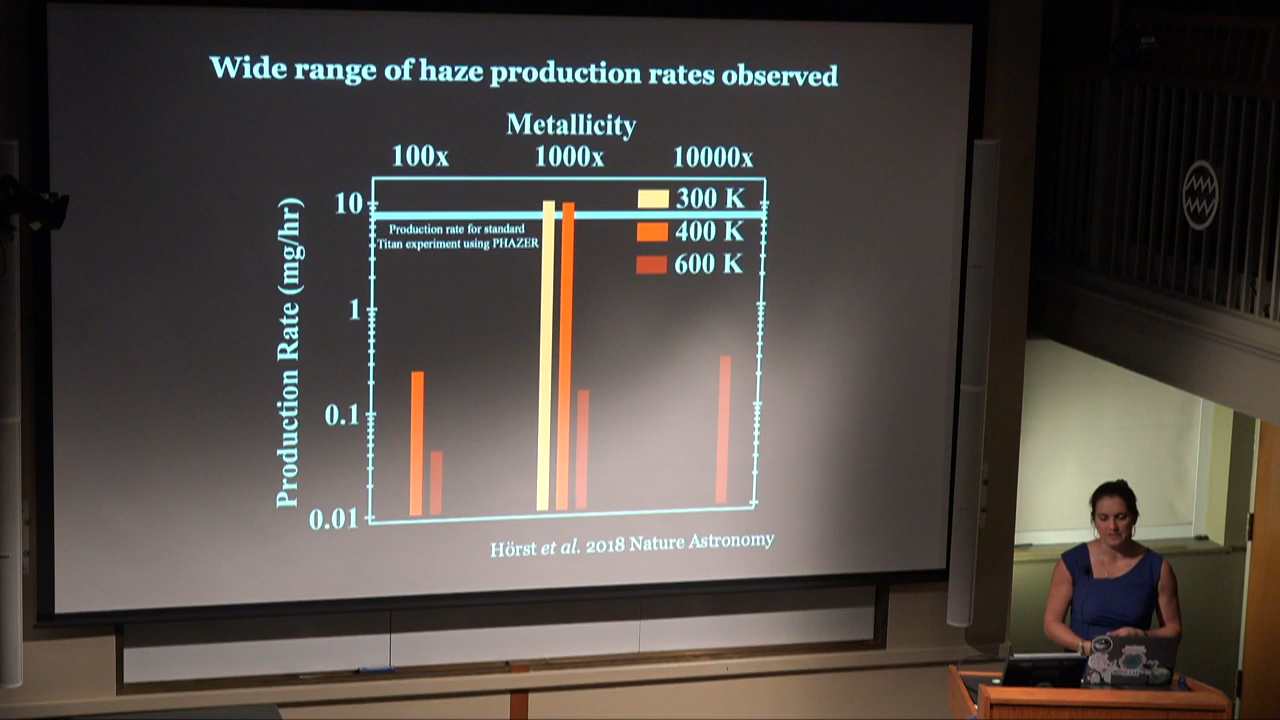 Wide range of haze production rates observed
Metallicity
100x 1000x 10000x
Production Rate (mg/hr)
10
1
0.1
0.01
Production rate for standard
Titan experiment using PHAZER
300 K
400 K
600 K
Hörst et al. 2018 Nature Astronomy